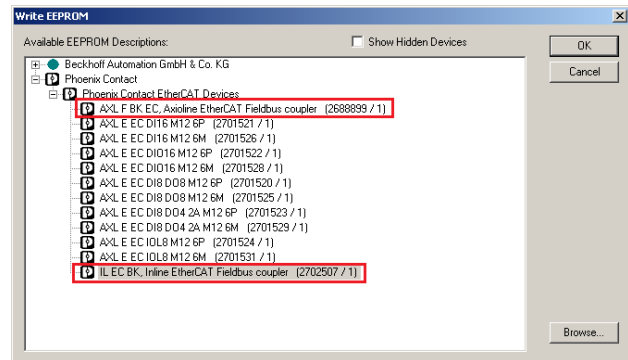 Write EEPROM
Available EEPROM Descriptions:
Show Hidden Devices
OK
Cancel
Beckhoff Automation GmbH & Co. KG
Phoenix Contact
Phoenix Contact EtherCAT Devices
AXL F BK EC, Axioline EtherCAT Fieldbus coupler (2688899 / 1)
AXL E EC DI16 M12 6P (2701521 / 1)
AXL E EC DI16 M12 6M (2701526 / 1)
AXL E EC DIO16 M12 6P (2701522 / 1)
AXL E EC DIO16 M12 6M (2701528 / 1)
AXL E EC DI8 DO8 M12 6P (2701520 / 1)
AXL E EC DI8 DO8 M12 6M (2701525 / 1)
AXL E EC DI8 DO4 2A M12 6P (2701523 / 1)
AXL E EC DI8 DO4 2A M12 6M (2701529 / 1)
AXL E EC IOL8 M12 6P (2701524 / 1)
AXL E EC IOL8 M12 6M (2701531 / 1)
IL EC BK, Inline EtherCAT Fieldbus coupler (2702507 / 1)
Browse...